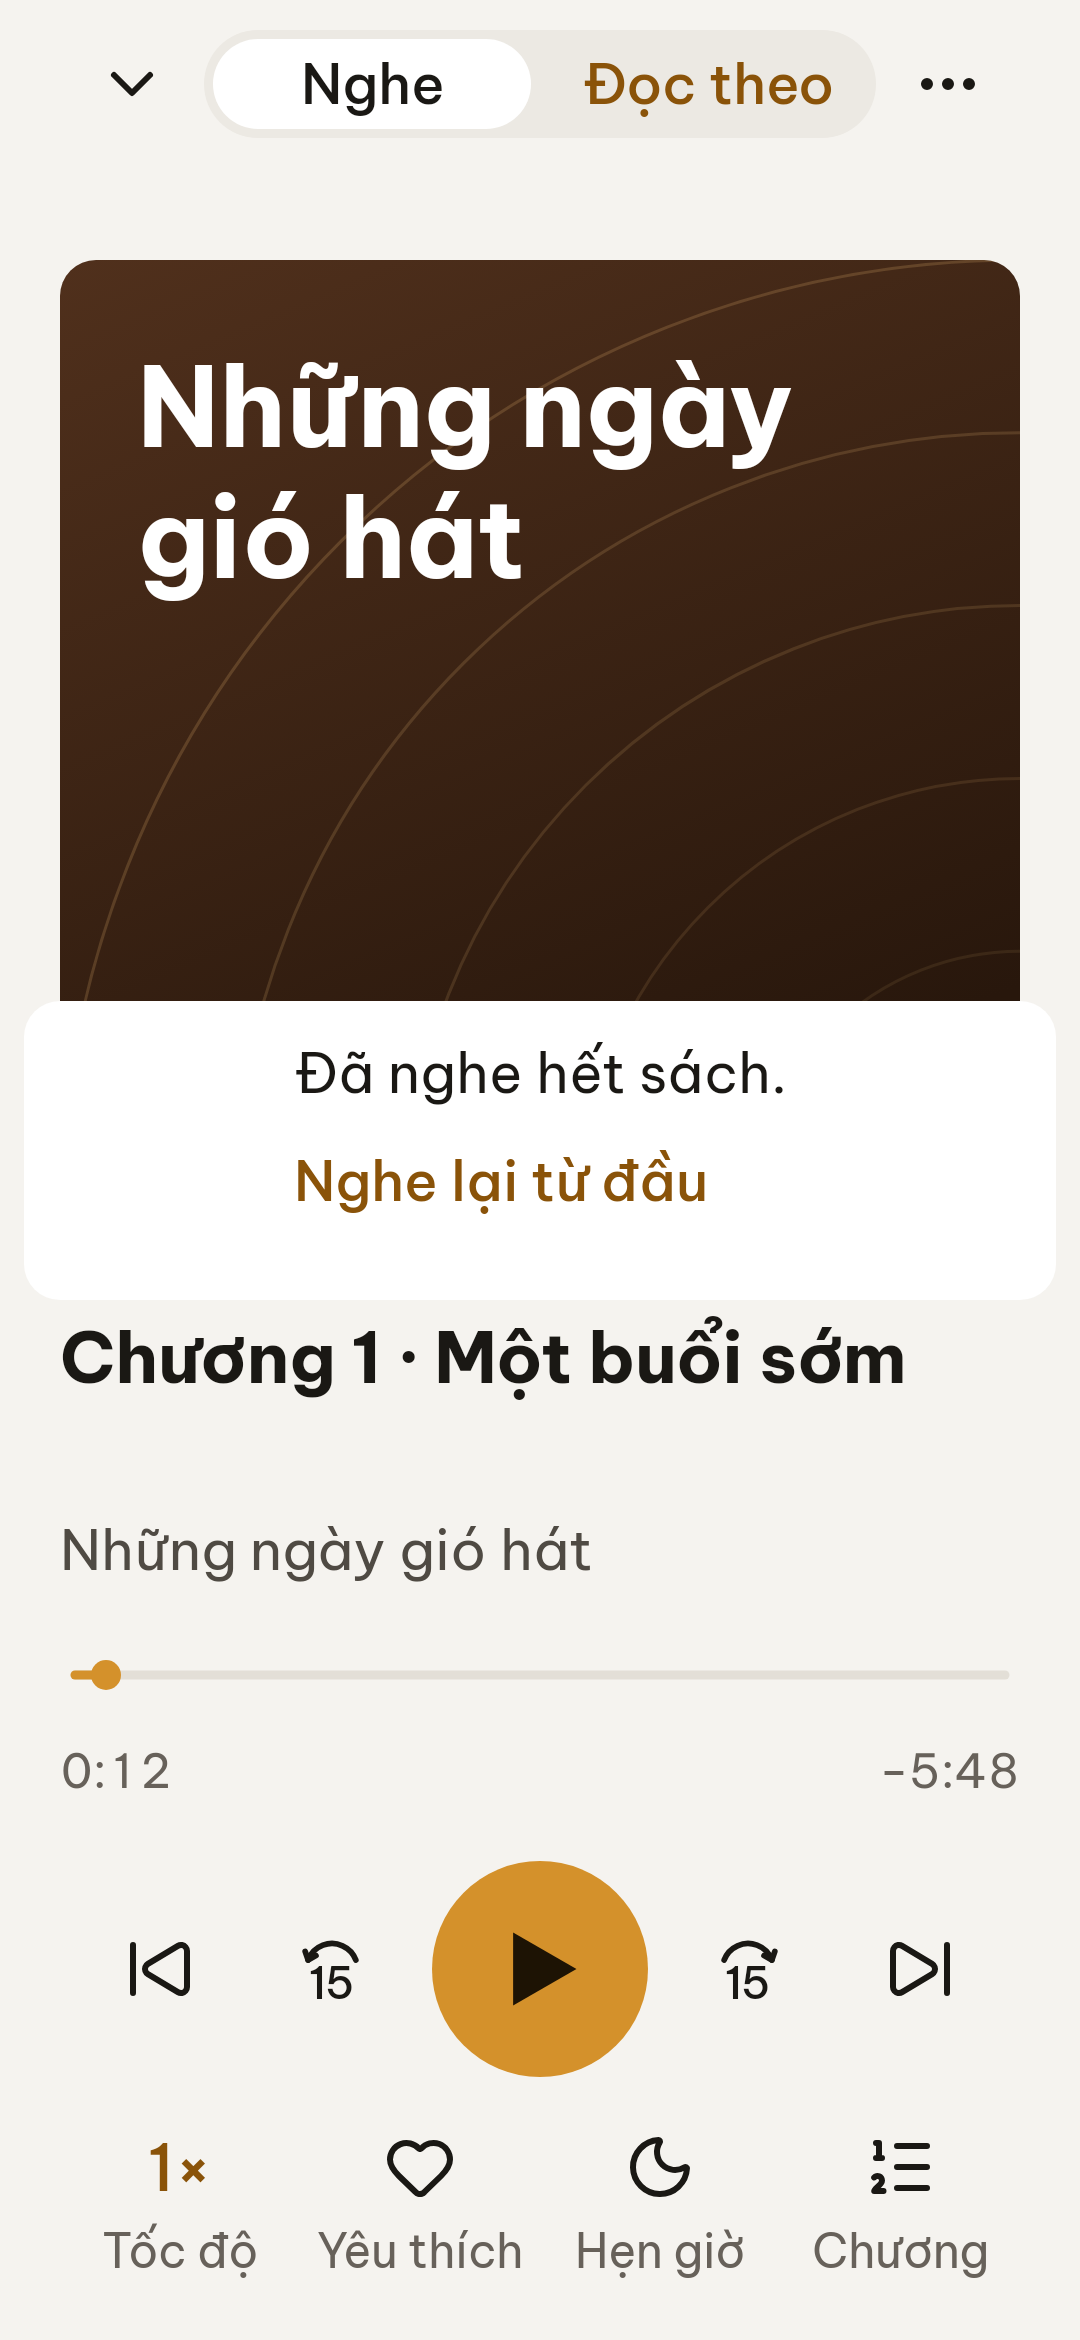 Nghe
Đọc theo
Những ngày
gió hát
Đã nghe hết sách.
Nghe lại từ đầu
Chương 1 · Một buổi sớm
Những ngày gió hát
0:12
−5:48
15
15
1×
Tốc độ
Yêu thích
Hẹn giờ
Chương